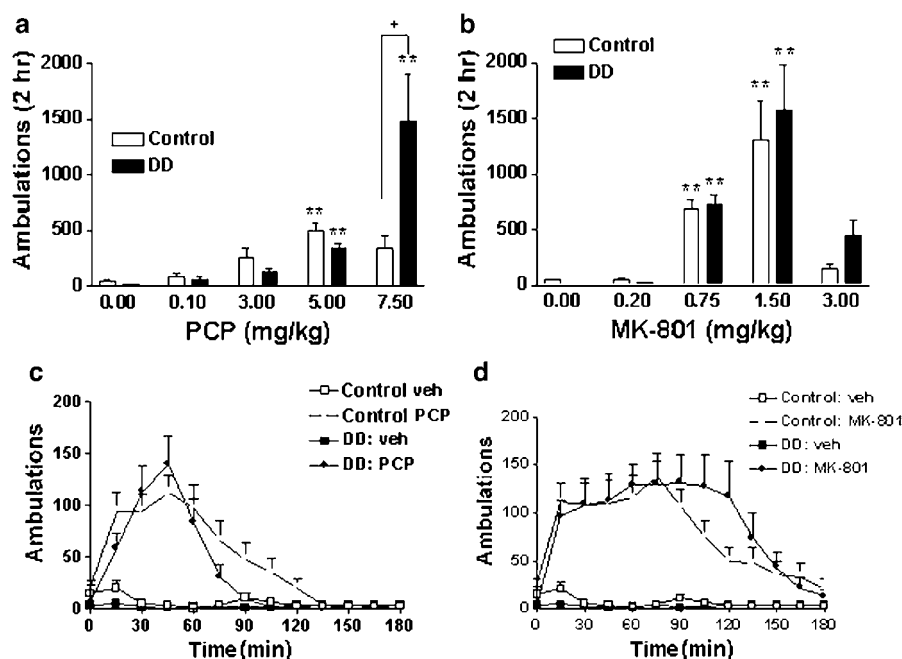 a
Ambulations (2 hr)
2000
1500
1000
500
0
Control
DD
+
**
**
**
0.00 0.10 3.00 5.00 7.50
PCP (mg/kg)
b
Ambulations (2 hr)
2000
1500
1000
500
0
Control
DD
** **
** **
0.00 0.20 0.75 1.50 3.00
MK-801 (mg/kg)
c
Ambulations
200
150
100
50
0
Control veh
Control PCP
DD: veh
DD: PCP
0 30 60 90 120 150 180
Time (min)
d
Ambulations
200
150
100
50
0
Control: veh
Control: MK-801
DD: veh
DD: MK-801
0 30 60 90 120 150 180
Time (min)